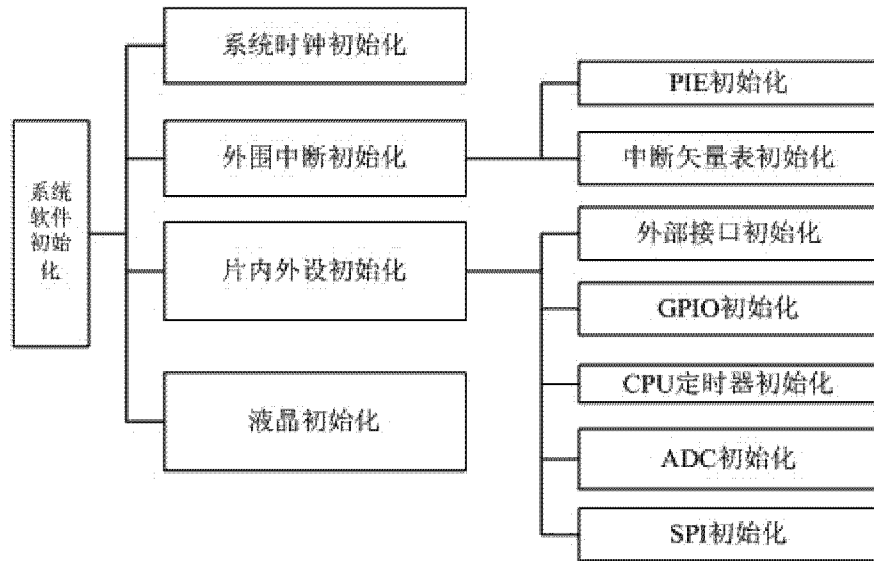 系统
软件
初始
化
系统时钟初始化
外围中断初始化
片内外设初始化
液晶初始化
PIE初始化
中断矢量表初始化
外部接口初始化
GPIO初始化
CPU定时器初始化
ADC初始化
SPI初始化